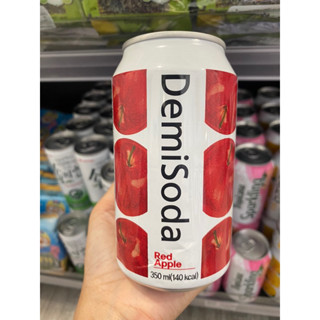 DemiSoda
Red
Apple
350 ml(140 kcal)